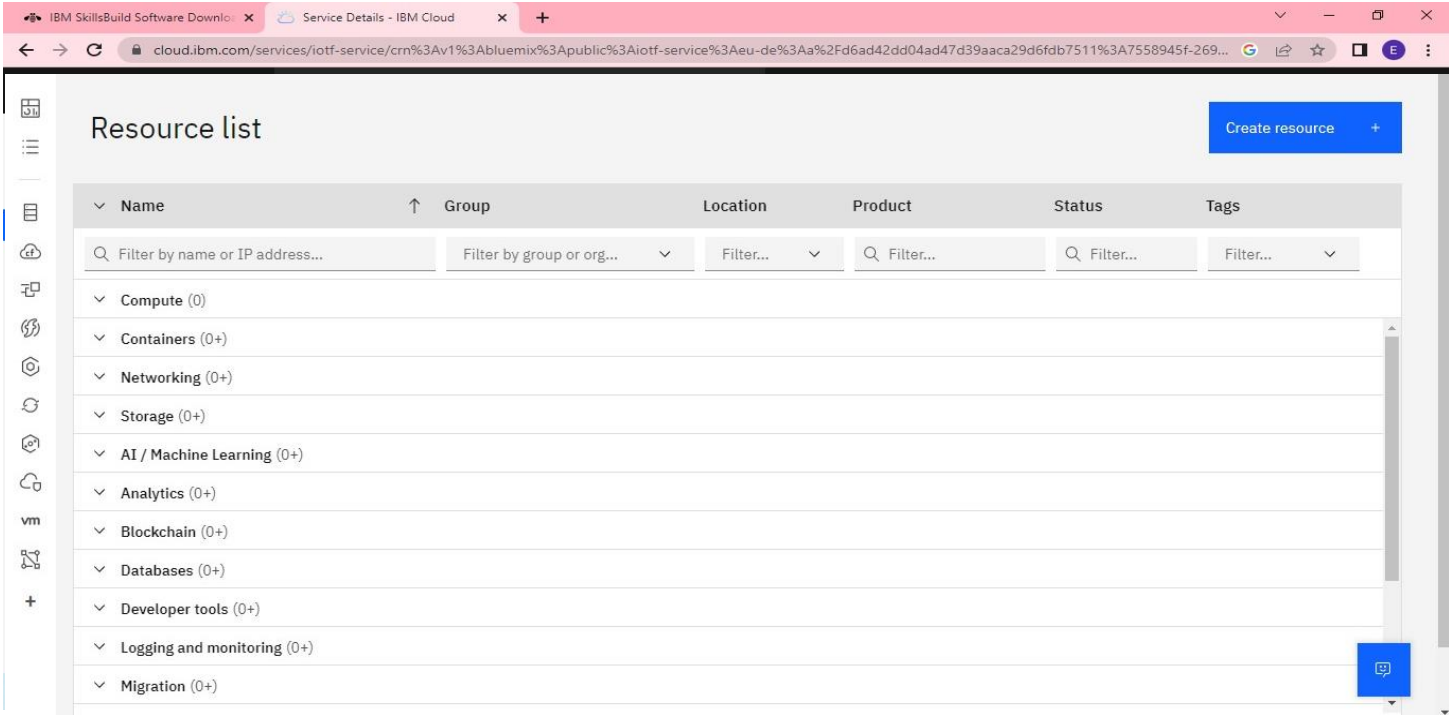 IBM SkillsBuild Software Downloa
Service Details - IBM Cloud
cloud.ibm.com/services/iotf-service/crn%3Av1%3Abluemix%3Apublic%3Aiotf-service%3Aeu-de%3Aa%2Fd6ad42dd04ad47d39aaca29d6fdb7511%3A7558945f-269...
G
E
Resource list
Create resource +
Name Group Location Product Status Tags
Filter by name or IP address... Filter by group or org... Filter... Filter... Filter... Filter...
Compute (0)
Containers (0+)
Networking (0+)
Storage (0+)
AI / Machine Learning (0+)
Analytics (0+)
Blockchain (0+)
Databases (0+)
Developer tools (0+)
Logging and monitoring (0+)
Migration (0+)
cf
vm